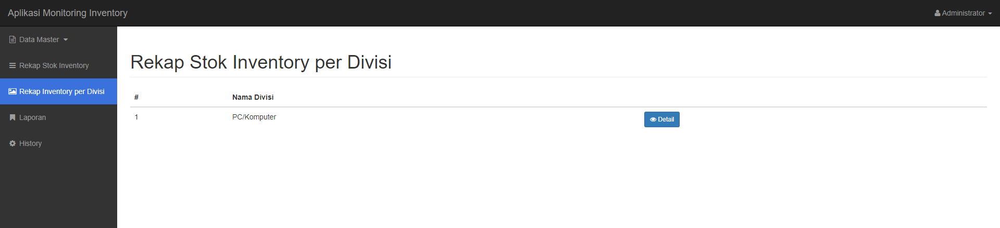 Aplikasi Monitoring Inventory
Administrator
Data Master
Rekap Stok Inventory
Rekap Inventory per Divisi
Laporan
History
Rekap Stok Inventory per Divisi
# Nama Divisi
1 PC/Komputer Detail